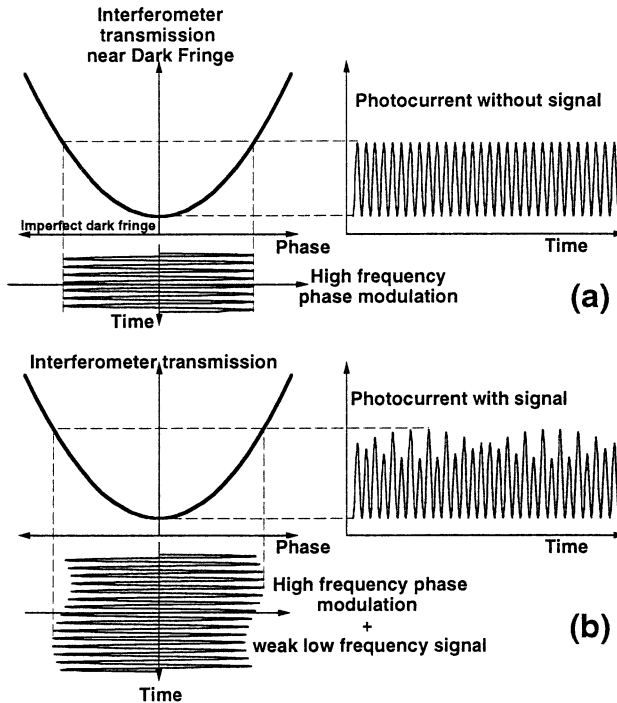 Interferometer
transmission
near Dark Fringe
Photocurrent without signal
Imperfect dark fringe
Phase
Time
High frequency
phase modulation
Time
(a)
Interferometer transmission
Photocurrent with signal
Phase
Time
High frequency phase
modulation
+
weak low frequency signal
(b)
Time